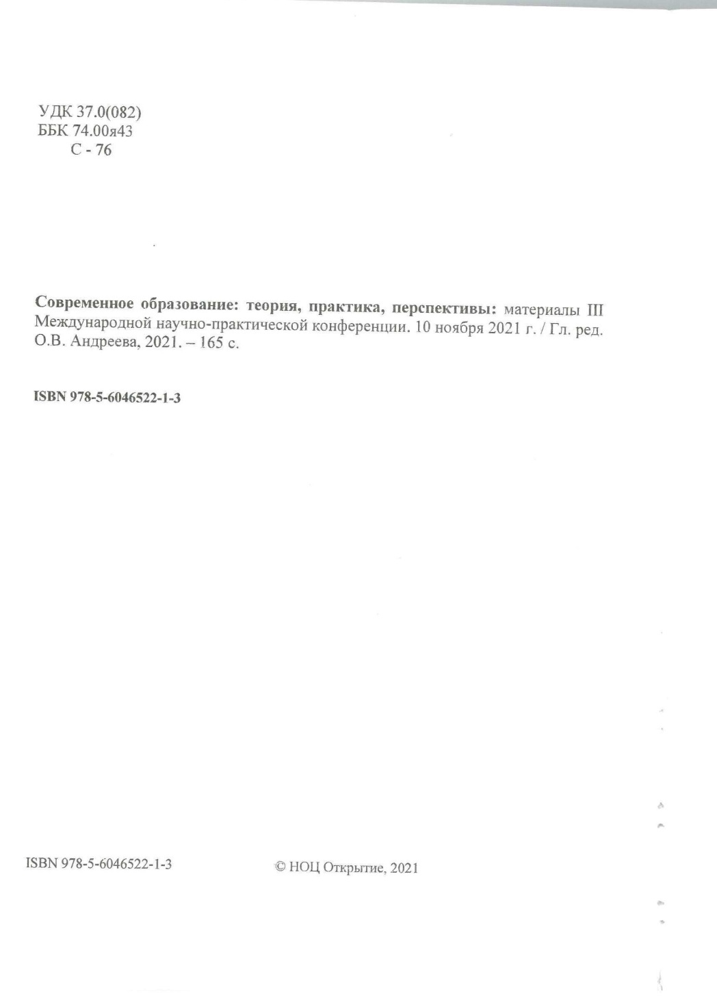 УДК 37.0(082)
ББК 74.00я43
С - 76
Современное образование: теория, практика, перспективы: материалы III
Международной научно-практической конференции. 10 ноября 2021 г. / Гл. ред.
О.В. Андреева, 2021. – 165 с.
ISBN 978-5-6046522-1-3
ISBN 978-5-6046522-1-3
© НОЦ Открытие, 2021